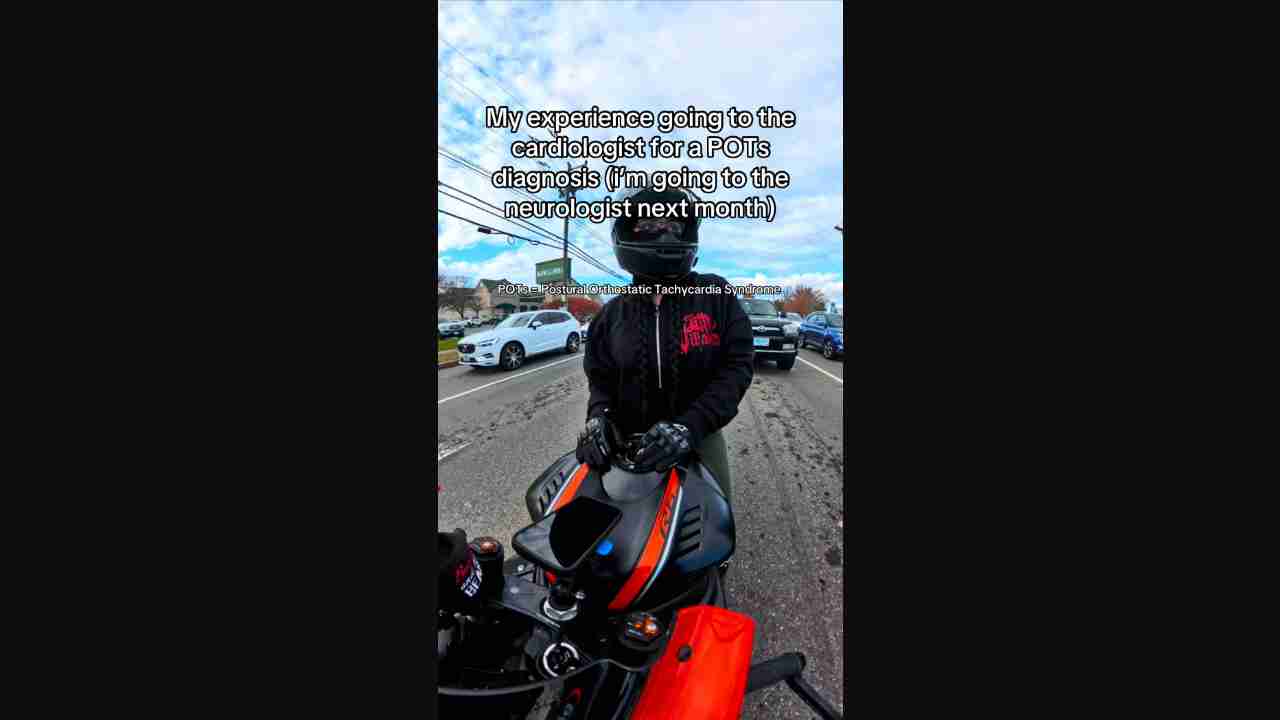 My experience going to the
cardiologist for a POTs
diagnosis (i'm going to the
neurologist next month)
POTs = Postural Orthostatic Tachycardia Syndrome